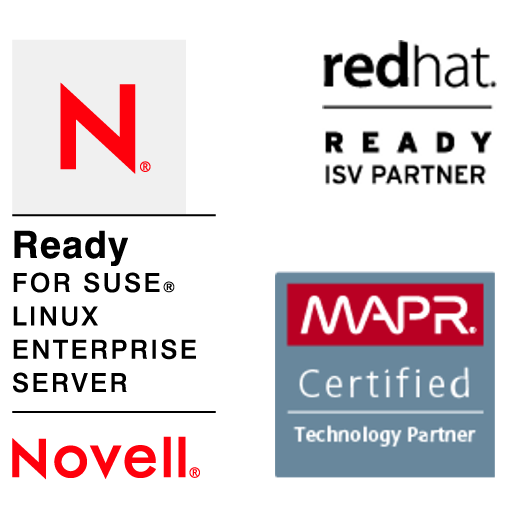 N®
Ready
FOR SUSE®
LINUX
ENTERPRISE
SERVER
Novell®
redhat.
READY
ISV PARTNER
MAPR.
Certified
Technology Partner